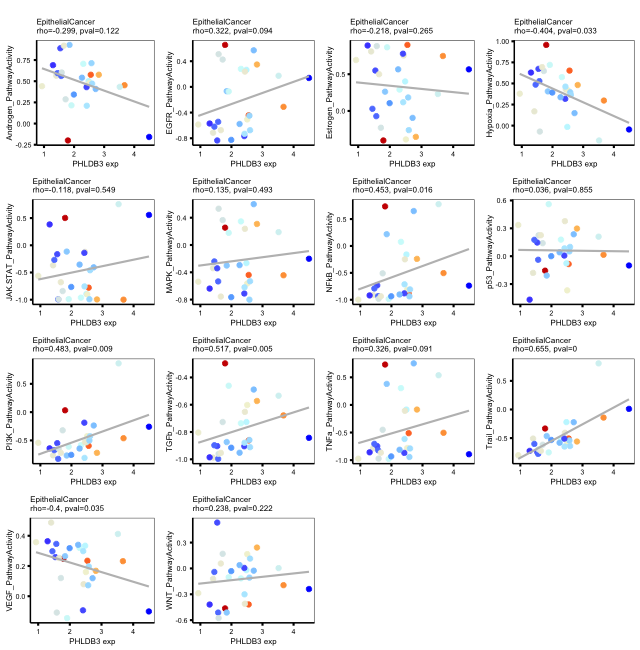 EpithelialCancer
rho=-0.299, pval=0.122
Androgen_PathwayActivity
0.75
0.50
0.25
0.00
-0.25
1 2 3 4
PHLDB3 exp
EpithelialCancer
rho=0.322, pval=0.094
EGFR_PathwayActivity
0.4
0.0
-0.4
-0.8
1 2 3 4
PHLDB3 exp
EpithelialCancer
rho=-0.218, pval=0.265
Estrogen_PathwayActivity
0.5
0.0
1 2 3 4
PHLDB3 exp
EpithelialCancer
rho=-0.404, pval=0.033
Hypoxia_PathwayActivity
1.00
0.75
0.50
0.25
0.00
1 2 3 4
PHLDB3 exp
EpithelialCancer
rho=-0.118, pval=0.549
JAK.STAT_PathwayActivity
0.5
0.0
-0.5
-1.0
1 2 3 4
PHLDB3 exp
EpithelialCancer
rho=0.135, pval=0.493
MAPK_PathwayActivity
0.4
0.0
-0.4
-0.8
1 2 3 4
PHLDB3 exp
EpithelialCancer
rho=0.453, pval=0.016
NFkB_PathwayActivity
0.5
0.0
-0.5
-1.0
1 2 3 4
PHLDB3 exp
EpithelialCancer
rho=0.036, pval=0.855
p53_PathwayActivity
0.6
0.3
0.0
-0.3
1 2 3 4
PHLDB3 exp
EpithelialCancer
rho=0.483, pval=0.009
PI3K_PathwayActivity
0.5
0.0
-0.5
1 2 3 4
PHLDB3 exp
EpithelialCancer
rho=0.517, pval=0.005
TGFb_PathwayActivity
-0.4
-0.6
-0.8
-1.0
1 2 3 4
PHLDB3 exp
EpithelialCancer
rho=0.326, pval=0.091
TNFa_PathwayActivity
0.5
0.0
-0.5
-1.0
1 2 3 4
PHLDB3 exp
EpithelialCancer
rho=0.655, pval=0
Trail_PathwayActivity
0.5
0.0
-0.5
1 2 3 4
PHLDB3 exp
EpithelialCancer
rho=-0.4, pval=0.035
VEGF_PathwayActivity
0.4
0.2
0.0
1 2 3 4
PHLDB3 exp
EpithelialCancer
rho=0.238, pval=0.222
WNT_PathwayActivity
0.3
0.0
-0.3
-0.6
1 2 3 4
PHLDB3 exp